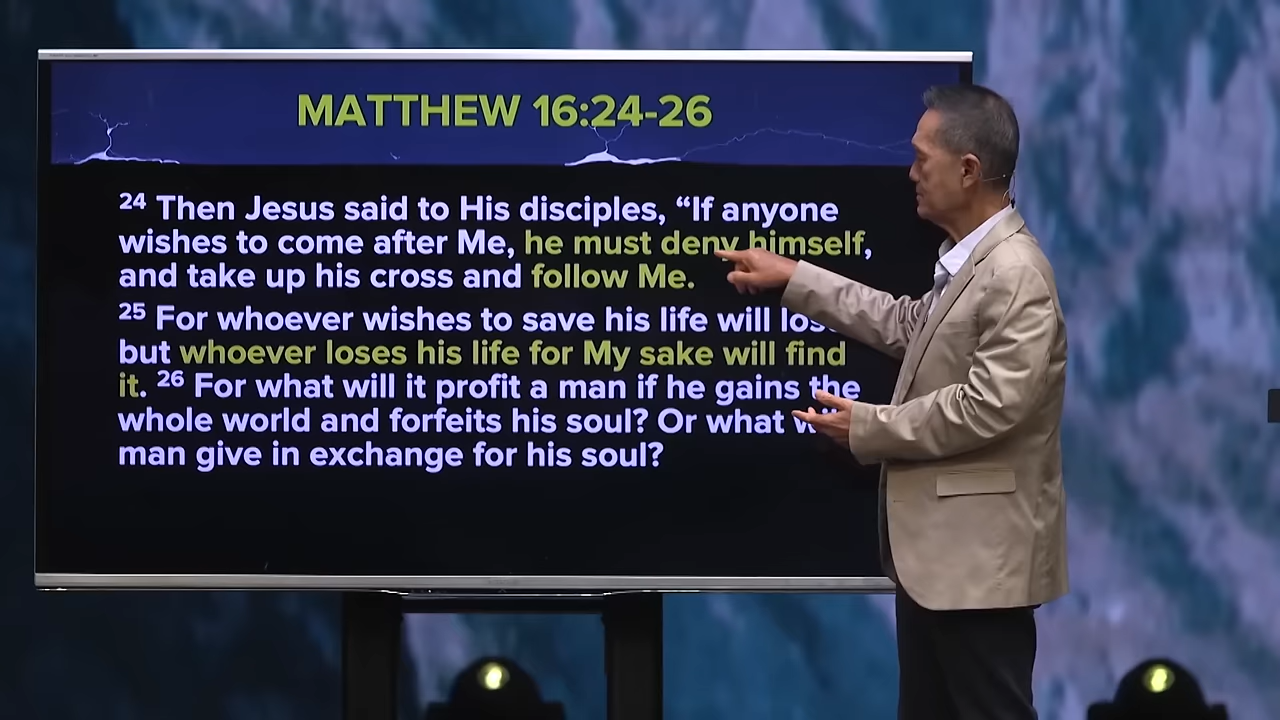 MATTHEW 16:24-26
24 Then Jesus said to His disciples, “If anyone
wishes to come after Me, he must deny himself,
and take up his cross and follow Me.
25 For whoever wishes to save his life will
but whoever loses his life for My sake will find
it. 26 For what will it profit a man if he gains the
whole world and forfeits his soul? Or what
man give in exchange for his soul?